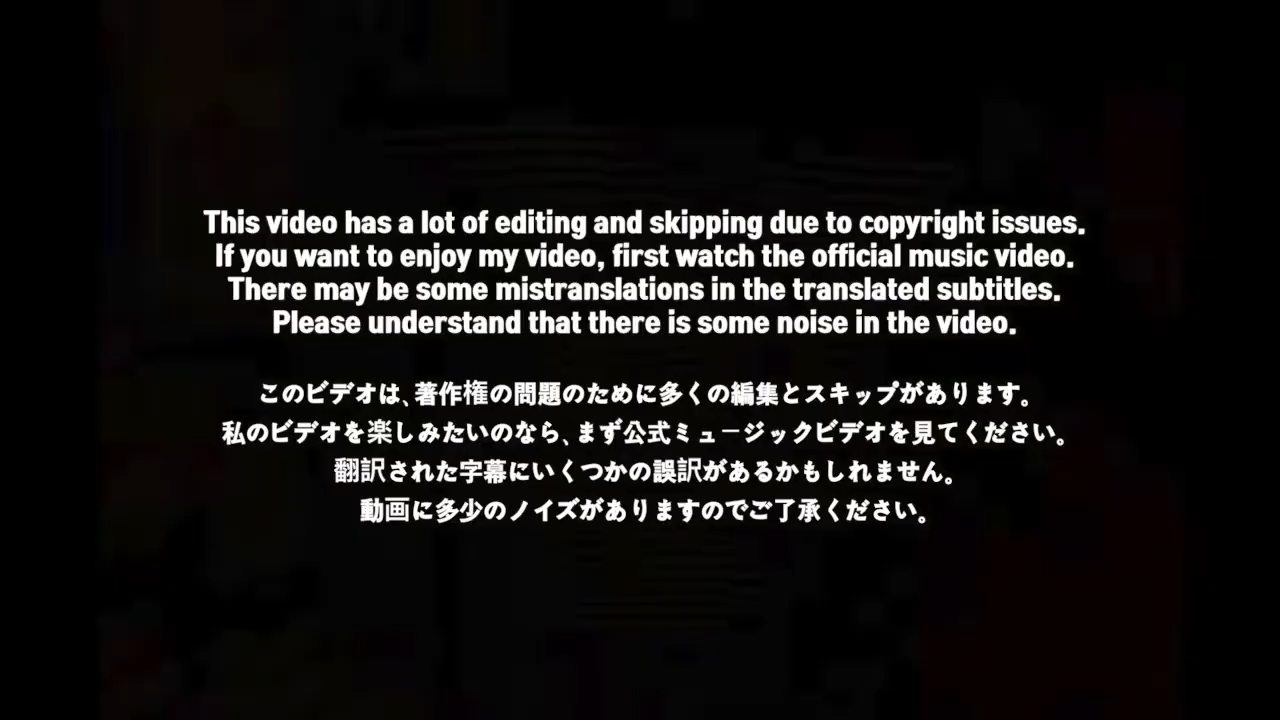 This video has a lot of editing and skipping due to copyright issues.
If you want to enjoy my video, first watch the official music video.
There may be some mistranslations in the translated subtitles.
Please understand that there is some noise in the video.
このビデオは、著作権の問題のために多くの編集とスキップがあります。
私のビデオを楽しみたいのなら、まず公式ミュージックビデオを見てください。
翻訳された字幕にいくつかの誤訳があるかもしれません。
動画に多少のノイズがありますのでご了承ください。